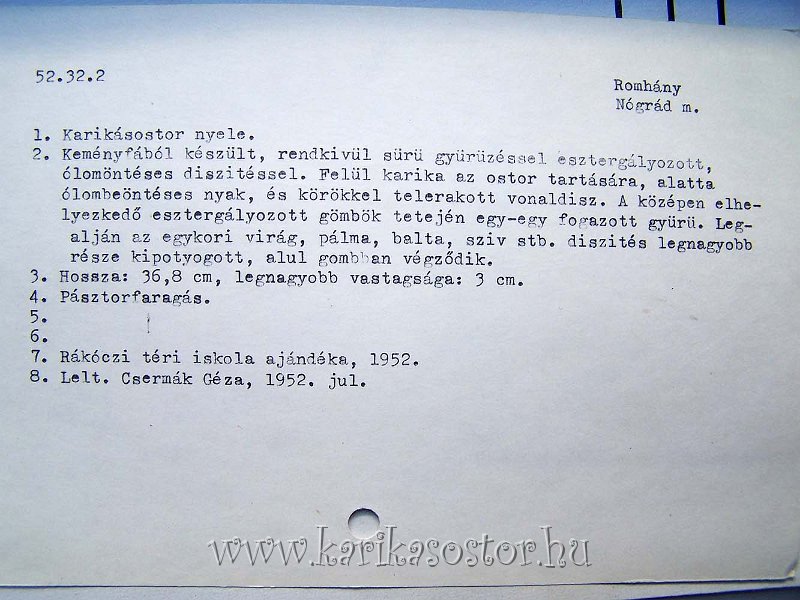 52.32.2
Romhány
Nógrád m.
1. Karikásostor nyele.
2. Keményfából készült, rendkivül sürü gyürüzéssel esztergályozott,
ólomöntéses diszitéssel. Felül karika az ostor tartására, alatta
ólombeöntéses nyak, és körökkel telerakott vonaldisz. A középen elhe-
lyezkedő esztergályozott gömbök tetején egy-egy fogazott gyürü. Leg-
alján az egykori virág, pálma, balta, sziv stb. diszités legnagyobb
része kipotyogott, alul gombban végződik.
3. Hossza: 36,8 cm, legnagyobb vastagsága: 3 cm.
4. Pásztorfaragás.
5.
6.
7. Rákóczi téri iskola ajándéka, 1952.
8. Lelt. Csermák Géza, 1952. jul.
www.karikasostor.hu